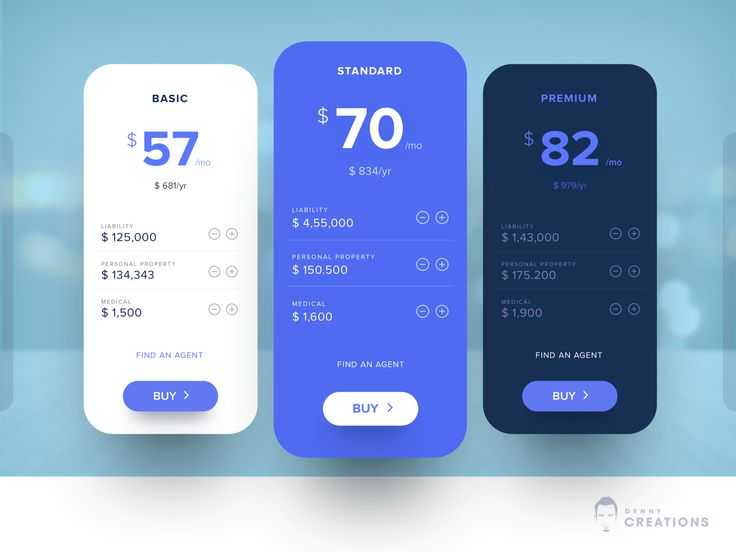 BASIC
$ 57 /mo
$ 681/yr
LIABILITY
$ 125,000
PERSONAL PROPERTY
$ 134,343
MEDICAL
$ 1,500
FIND AN AGENT
BUY
STANDARD
$ 70 /mo
$ 834/yr
LIABILITY
$ 4,55,000
PERSONAL PROPERTY
$ 150.500
MEDICAL
$ 1,600
FIND AN AGENT
BUY
PREMIUM
$ 82 /mo
$ 979/yr
LIABILITY
$ 1,43,000
PERSONAL PROPERTY
$ 175.200
MEDICAL
$ 1,900
FIND AN AGENT
BUY
DENNY
CREATIONS